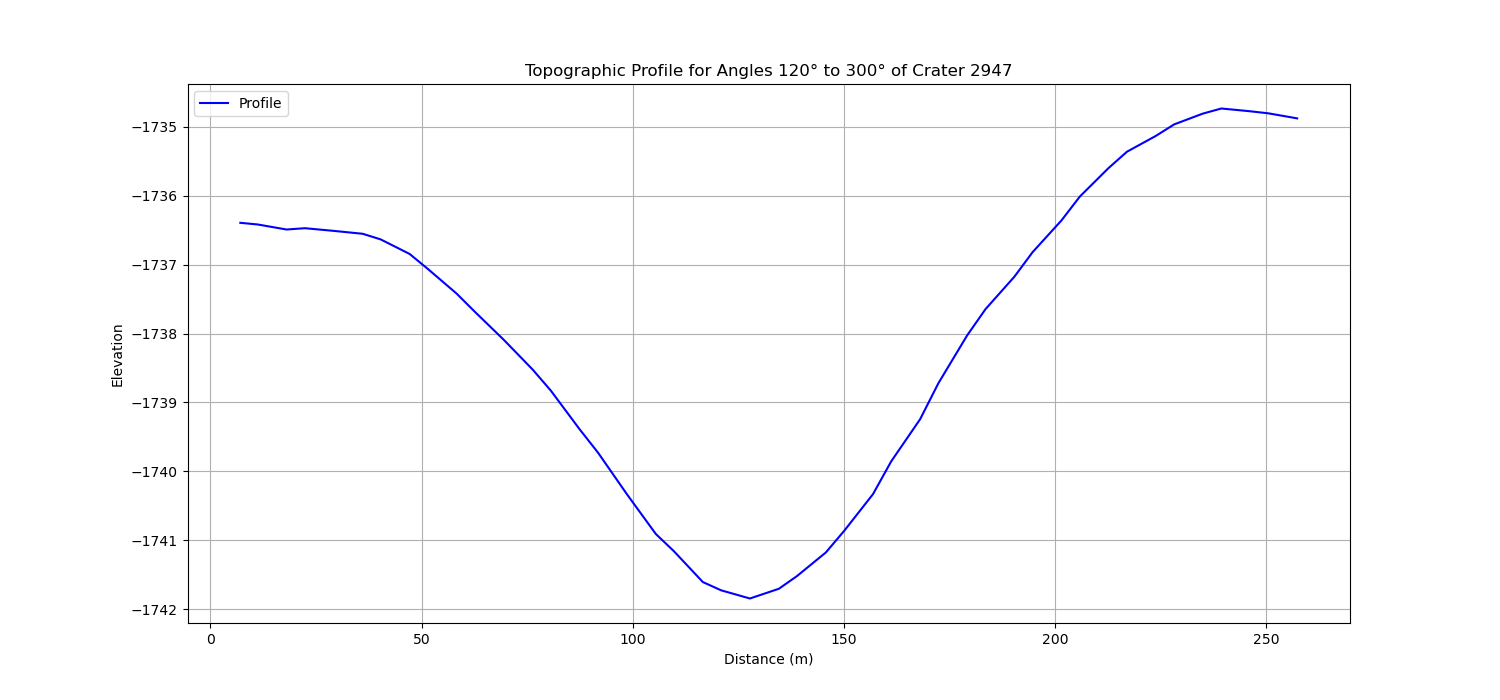 Topographic Profile for Angles 120° to 300° of Crater 2947
Profile
−1735
−1736
−1737
−1738
−1739
−1740
−1741
−1742
Elevation
0 50 100 150 200 250
Distance (m)